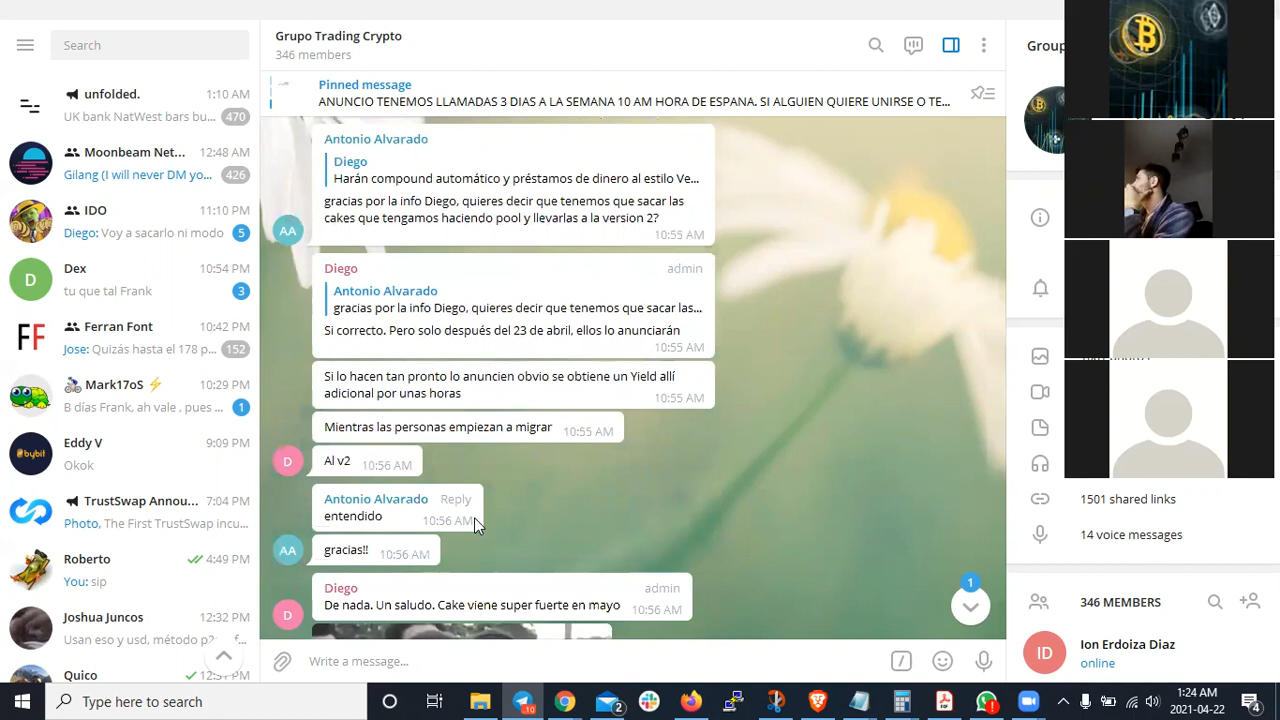 Search
unfolded.
1:10 AM
UK bank NatWest bars bu...
470
Moonbeam Net...
12:48 AM
Gilang (I will never DM yo...
426
IDO
11:10 PM
Diego: Voy a sacarlo ni modo
5
D
Dex
10:54 PM
tu que tal Frank
3
FF
Ferran Font
10:42 PM
Jose: Quizás hasta el 178 p...
152
Mark17oS
10:29 PM
B días Frank, ah vale , pues ...
1
bybit
Eddy V
9:09 PM
Okok
TrustSwap Annou...
7:04 PM
Photo, The First TrustSwap incu...
Roberto
4:49 PM
You: sip
Joshua Juncos
12:32 PM
Usan eso y usd, método p2
Quico
Grupo Trading Crypto
346 members
Pinned message
ANUNCIO TENEMOS LLAMADAS 3 DIAS A LA SEMANA 10 AM HORA DE ESPANA. SI ALGUIEN QUIERE UNIRSE O TE...
Antonio Alvarado
Diego
Harán compound automático y préstamos de dinero al estilo Ve...
gracias por la info Diego, quieres decir que tenemos que sacar las
cakes que tengamos haciendo pool y llevarlas a la version 2?
10:55 AM
AA
Diego
admin
Antonio Alvarado
gracias por la info Diego, quieres decir que tenemos que sacar las...
Si correcto. Pero solo después del 23 de abril, ellos lo anunciarán
10:55 AM
Si lo hacen tan pronto lo anuncien obvio se obtiene un Yield allí
adicional por unas horas
10:55 AM
Mientras las personas empiezan a migrar
10:55 AM
D
Al v2
10:56 AM
Antonio Alvarado
Reply
entendido
10:56 AM
AA
gracias!!
10:56 AM
Diego
admin
D
De nada. Un saludo. Cake viene super fuerte en mayo
10:56 AM
1
Write a message...
Group
1501 shared links
14 voice messages
346 MEMBERS
ID
Ion Erdoiza Diaz
online
Type here to search
10
2
1:24 AM
2021-04-22
4